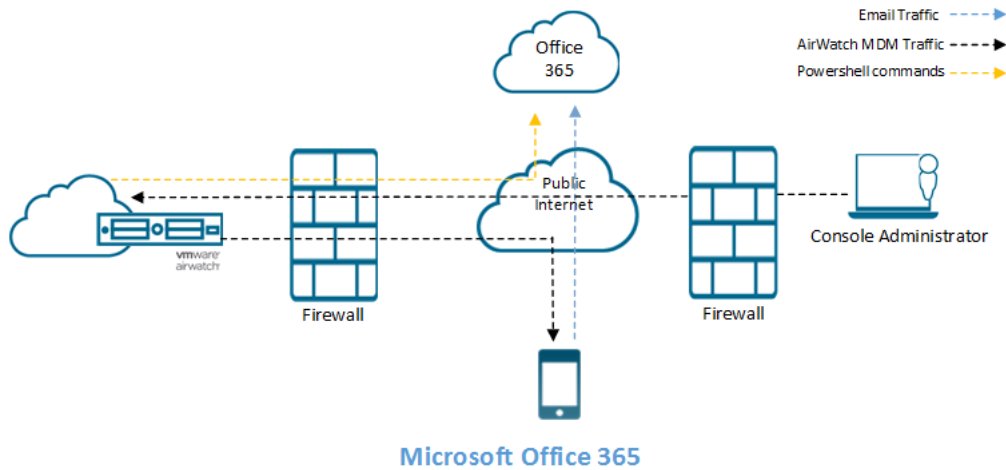 Email Traffic
AirWatch MDM Traffic
Powershell commands
Office
365
Public
Internet
vmware
airwatch
Firewall
Firewall
Console Administrator
Microsoft Office 365